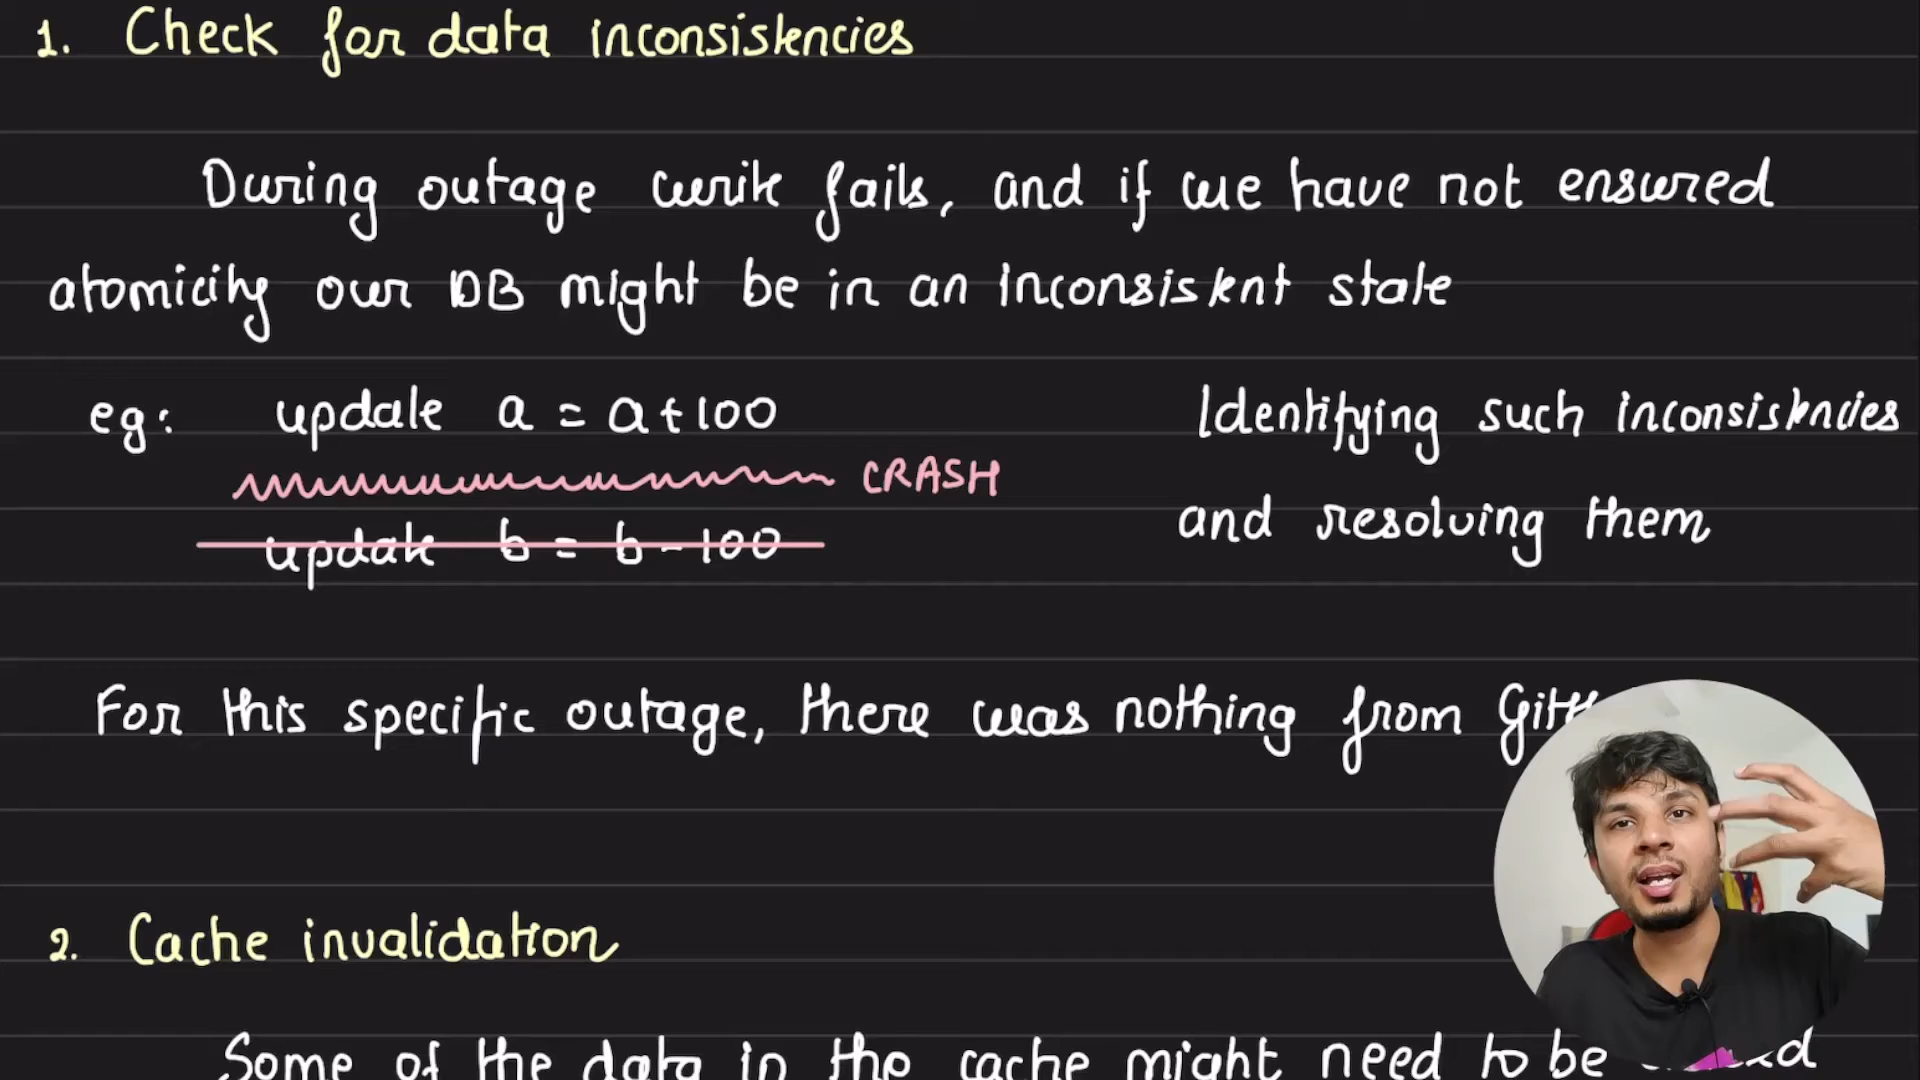 1. Check for data inconsistencies
During outage write fails, and if we have not ensured
atomicity our DB might be in an inconsistent state
eg: update a = a + 100
CRASH
update b = b - 100
Identifying such inconsistencies
and resolving them
For this specific outage, there was nothing from
2. Cache invalidation
Some of the data in the cache might need to be